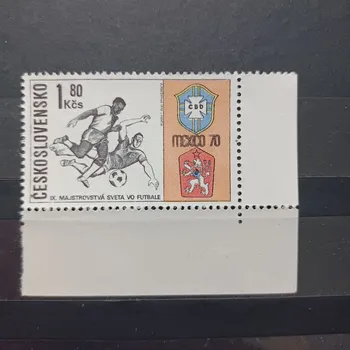 1.80
Kčs
ČESKOSLOVENSKO
CBD
MEXICO 70
IX. MAJSTROVSTVÁ SVETA VO FUTBALE